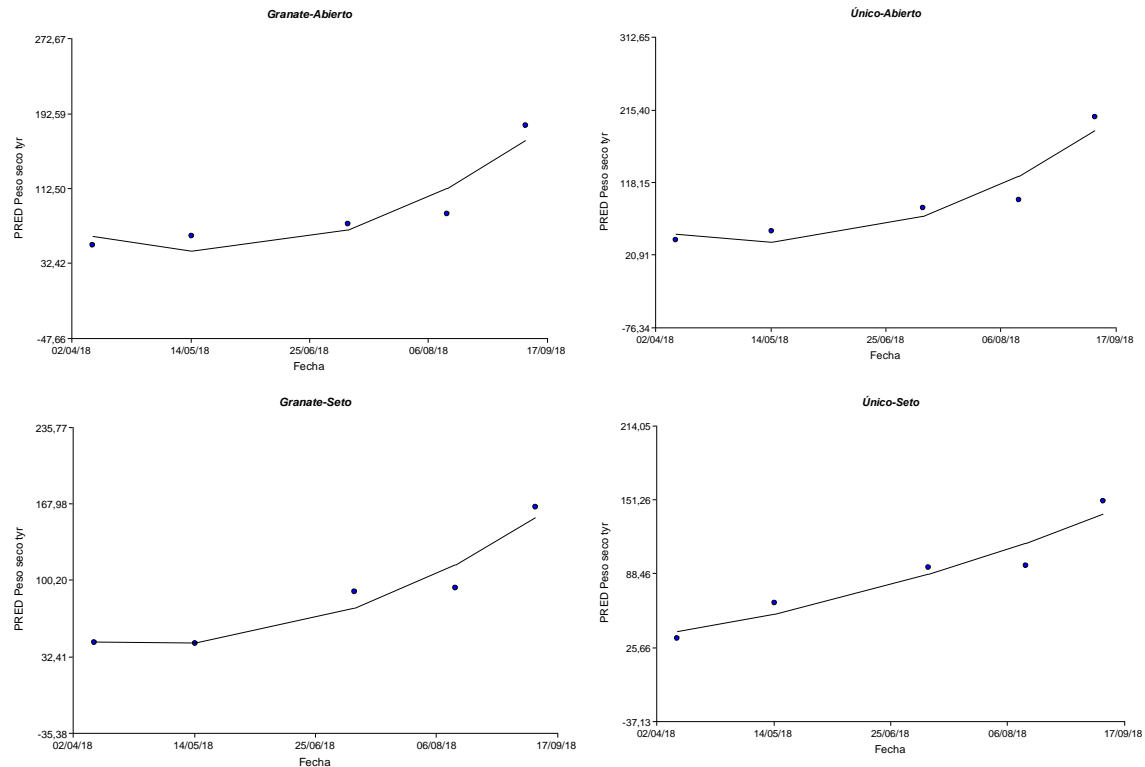 Granate-Abierto
272,67
192,59
112,50
32,42
-47,66
PRED Peso seco tyr
02/04/18 14/05/18 25/06/18 06/08/18 17/09/18
Fecha
Único-Abierto
312,65
215,40
118,15
20,91
-76,34
PRED Peso seco tyr
02/04/18 14/05/18 25/06/18 06/08/18 17/09/18
Fecha
Granate-Seto
235,77
167,98
100,20
32,41
-35,38
PRED Peso seco tyr
02/04/18 14/05/18 25/06/18 06/08/18 17/09/18
Fecha
Único-Seto
214,05
151,26
88,46
25,66
-37,13
PRED Peso seco tyr
02/04/18 14/05/18 25/06/18 06/08/18 17/09/18
Fecha